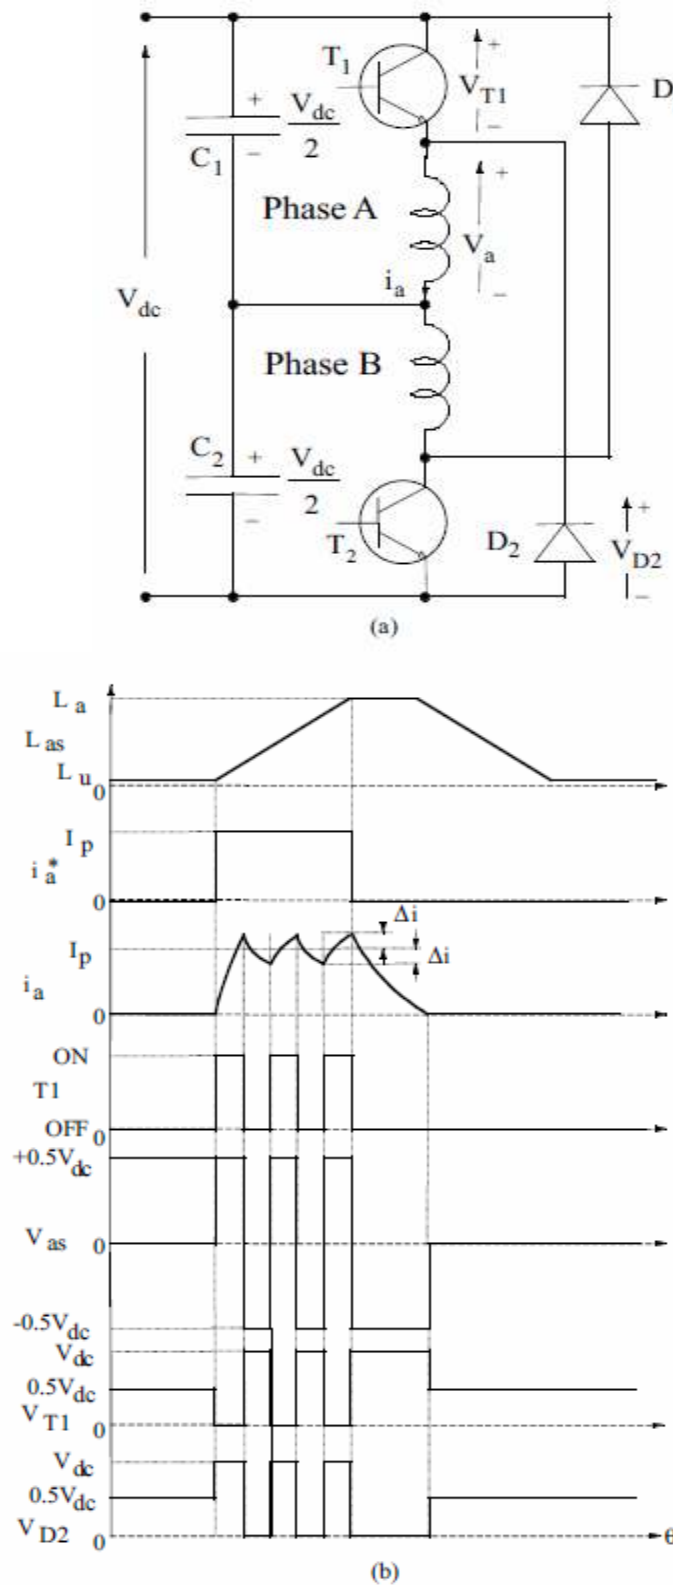 T1
+
VT1
−
D
+
C1
−
Vdc
2
Phase A
+
Va
−
ia
Vdc
Phase B
C2
+
−
Vdc
2
T2
D2
+
VD2
−
(a)
La
Las
Lu
0
Ip
ia*
0
Δi
Ip
Δi
ia
0
ON
T1
OFF 0
+0.5Vdc
Vas 0
-0.5Vdc
Vdc
0.5Vdc
VT1 0
Vdc
0.5Vdc
VD2 0
(b)